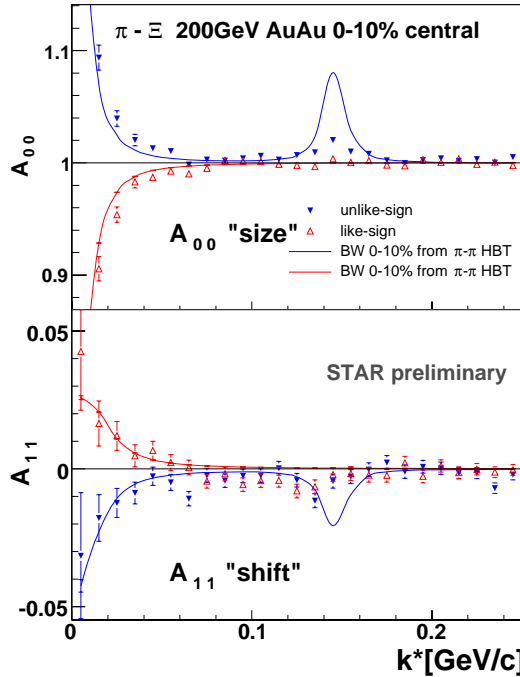 π - Ξ 200GeV AuAu 0-10% central
1.1
1
0.9
A00
A00 "size"
unlike-sign
like-sign
BW 0-10% from π-π HBT
BW 0-10% from π-π HBT
0.05
0
-0.05
A11
STAR preliminary
A11 "shift"
0 0.1 0.2
k*[GeV/c]